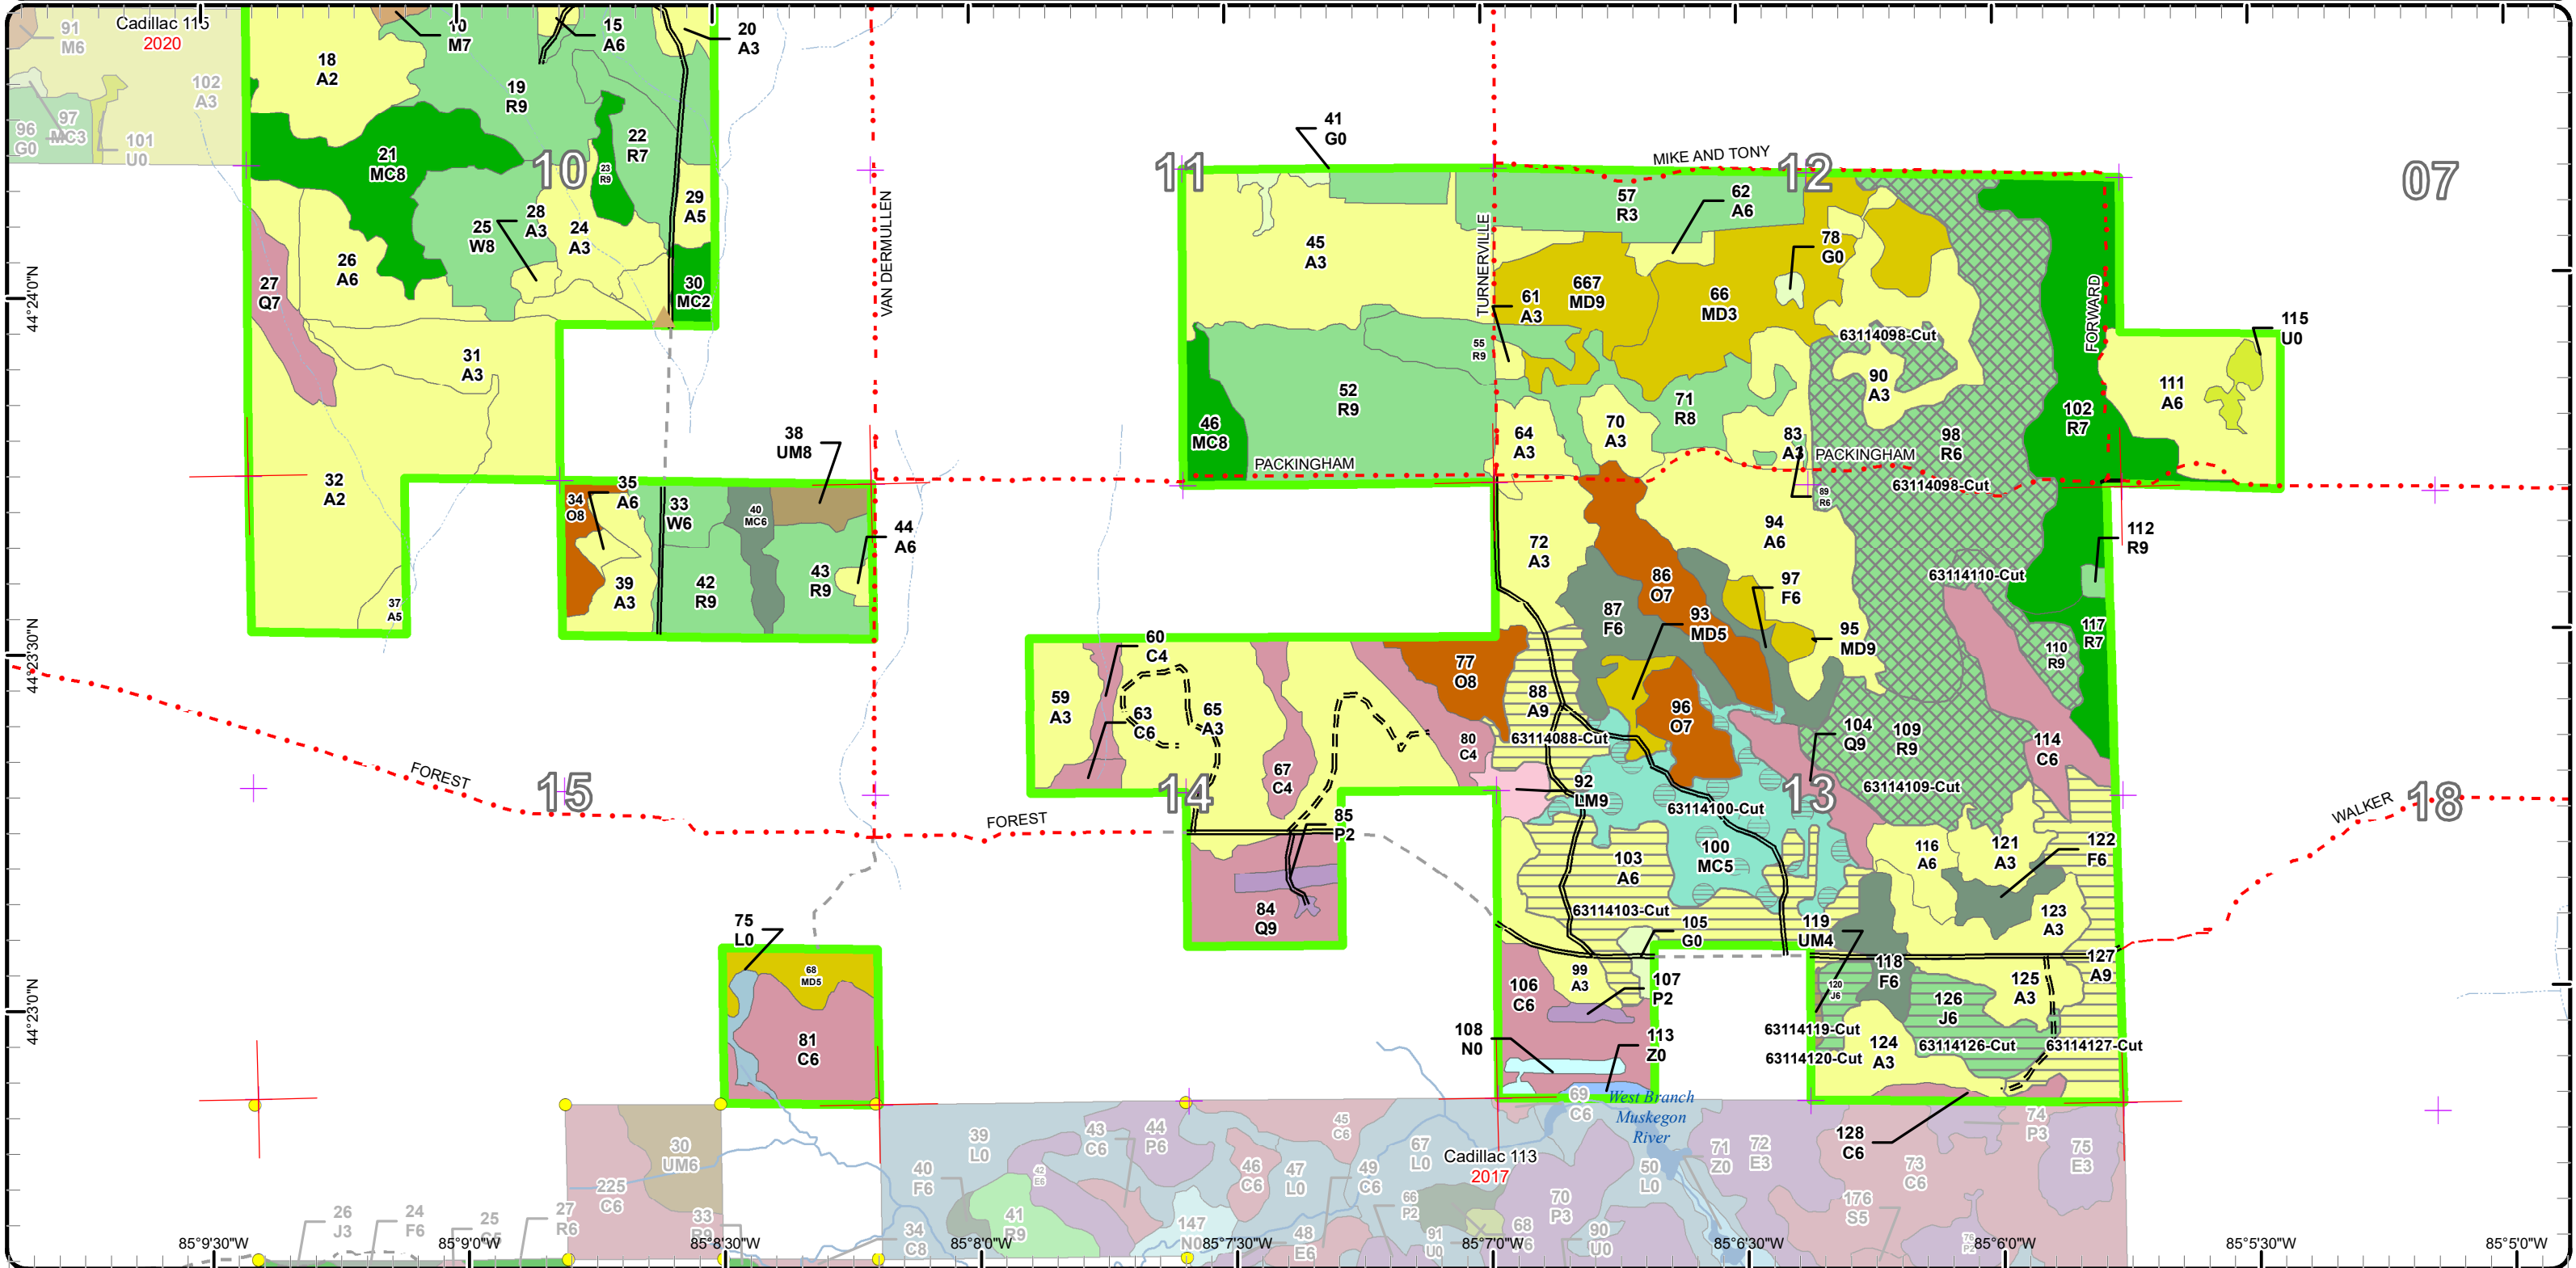 91
M6
Cadillac 115
2020
102
A3
96
G0
97
MC3
101
U0
18
A2
10
M7
15
A6
20
A3
19
R9
21
MC8
10
23
R9
22
R7
29
A5
25
W8
28
A3
24
A3
26
A6
27
Q7
30
MC2
31
A3
32
A2
37
A5
38
UM8
34
O8
35
A6
33
W6
40
MC6
44
A6
39
A3
42
R9
43
R9
VAN DERMULLEN
41
G0
11
MIKE AND TONY
12
07
57
R3
62
A6
45
A3
TURNERVILLE
78
G0
667
MD9
66
MD3
61
A3
63114098-Cut
FORWARD
115
U0
55
R9
52
R9
90
A3
111
A6
46
MC8
64
A3
70
A3
71
R8
83
A3
98
R6
102
R7
PACKINGHAM
PACKINGHAM
63114098-Cut
89
R6
72
A3
94
A6
112
R9
63114110-Cut
86
O7
97
F6
87
F6
93
MD5
95
MD9
117
R7
110
R9
60
C4
77
O8
59
A3
63
C6
65
A3
88
A9
96
O7
80
C4
63114088-Cut
104
Q9
109
R9
114
C6
67
C4
92
LM9
63114109-Cut
63114100-Cut
15
14
13
18
FOREST
FOREST
WALKER
85
P2
103
A6
100
MC5
116
A6
121
A3
122
F6
84
Q9
63114103-Cut
105
G0
119
UM4
123
A3
75
L0
68
MD5
81
C6
99
A3
106
C6
107
P2
118
F6
120
J6
126
J6
125
A3
127
A9
108
N0
113
Z0
63114119-Cut
63114120-Cut
124
A3
63114126-Cut
63114127-Cut
69
C6
West Branch
Muskegon
River
128
C6
Cadillac 113
2017
30
UM6
225
C6
26
J3
24
F6
25
27
R6
33
R9
34
C8
40
F6
39
L0
42
E6
41
R9
43
C6
44
P6
147
N0
46
C6
47
L0
45
C6
48
E6
49
C6
67
L0
66
P2
91
U0
68
70
P3
90
U0
50
L0
71
Z0
72
E3
73
C6
74
P3
75
E3
176
S5
44°24'0"N
44°23'30"N
44°23'0"N
85°9'30"W
85°9'0"W
85°8'30"W
85°8'0"W
85°7'30"W
85°7'0"W
85°6'30"W
85°6'0"W
85°5'30"W
85°5'0"W